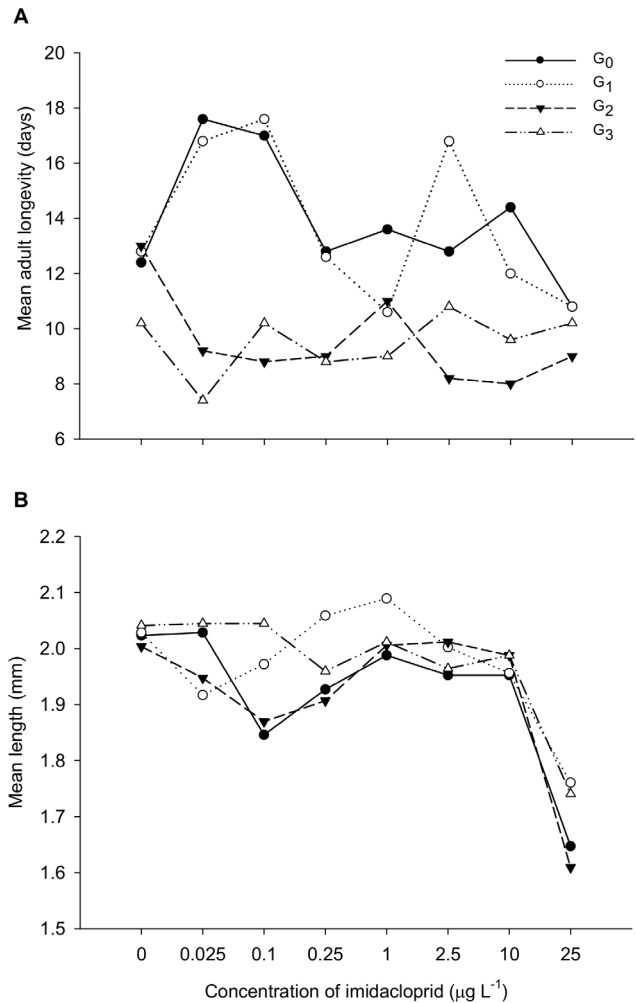 A
20
18
16
14
12
10
8
6
Mean adult longevity (days)
G0
G1
G2
G3
B
2.2
2.1
2.0
1.9
1.8
1.7
1.6
1.5
Mean length (mm)
0 0.025 0.1 0.25 1 2.5 10 25
Concentration of imidacloprid (µg L⁻¹)